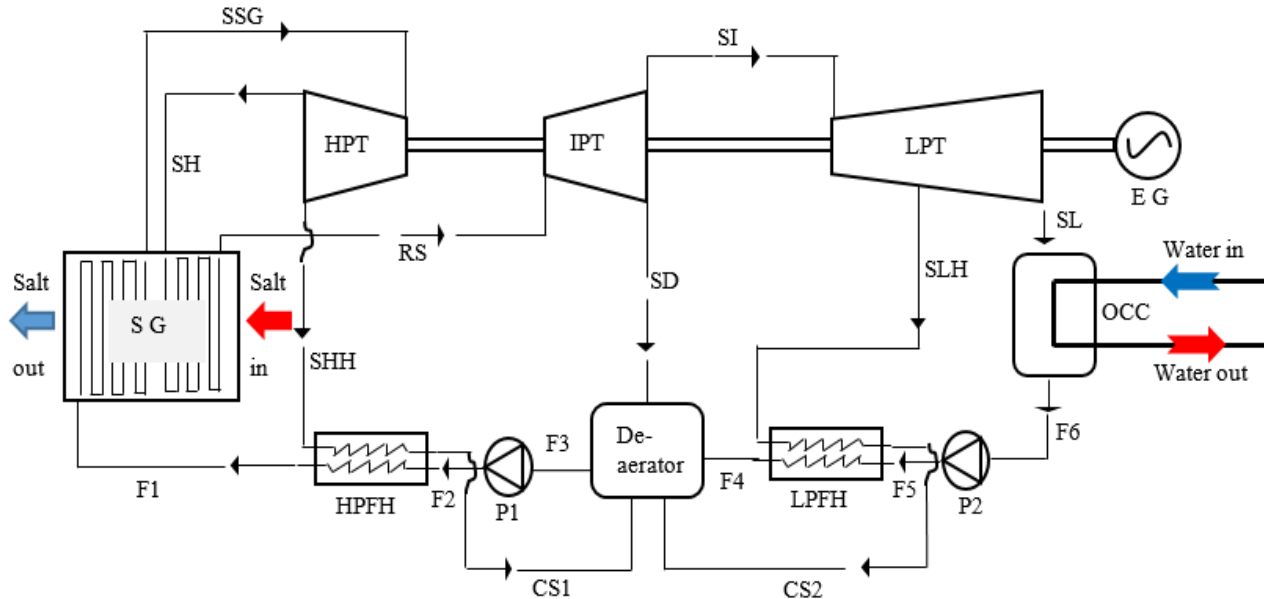 SSG
SI
HPT
IPT
LPT
SH
E G
RS
SL
Water in
SD
SLH
Salt
Salt
OCC
S G
out
in
SHH
Water out
De-
aerator
F3
F6
F1
F2
F4
F5
HPFH
P1
LPFH
P2
CS1
CS2